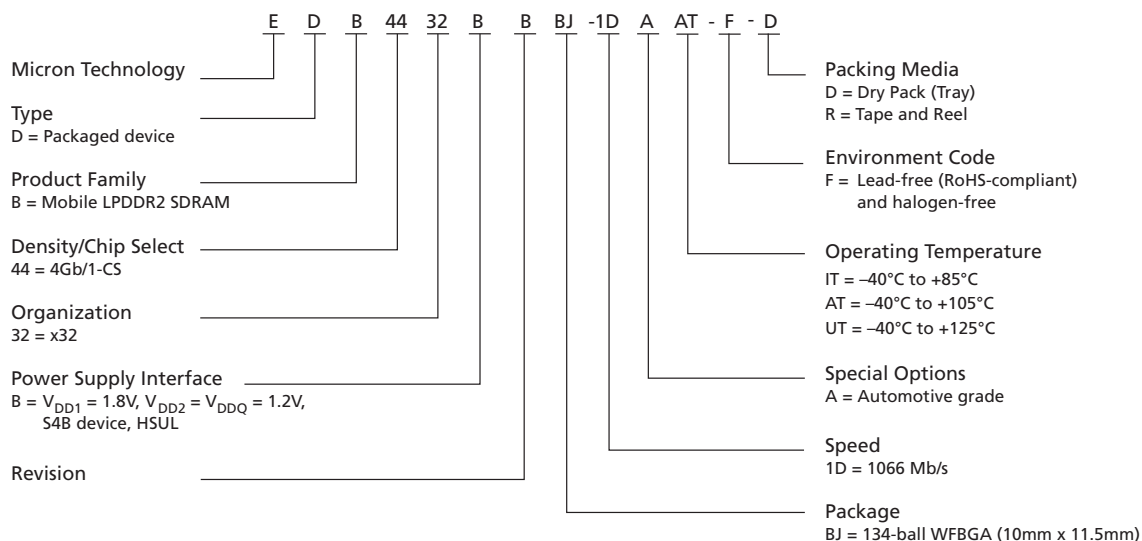 E D B 44 32 B B BJ -1D A AT - F - D
Micron Technology
Type
D = Packaged device
Product Family
B = Mobile LPDDR2 SDRAM
Density/Chip Select
44 = 4Gb/1-CS
Organization
32 = x32
Power Supply Interface
B = VDD1 = 1.8V, VDD2 = VDDQ = 1.2V,
S4B device, HSUL
Revision
Packing Media
D = Dry Pack (Tray)
R = Tape and Reel
Environment Code
F = Lead-free (RoHS-compliant)
and halogen-free
Operating Temperature
IT = –40°C to +85°C
AT = –40°C to +105°C
UT = –40°C to +125°C
Special Options
A = Automotive grade
Speed
1D = 1066 Mb/s
Package
BJ = 134-ball WFBGA (10mm x 11.5mm)